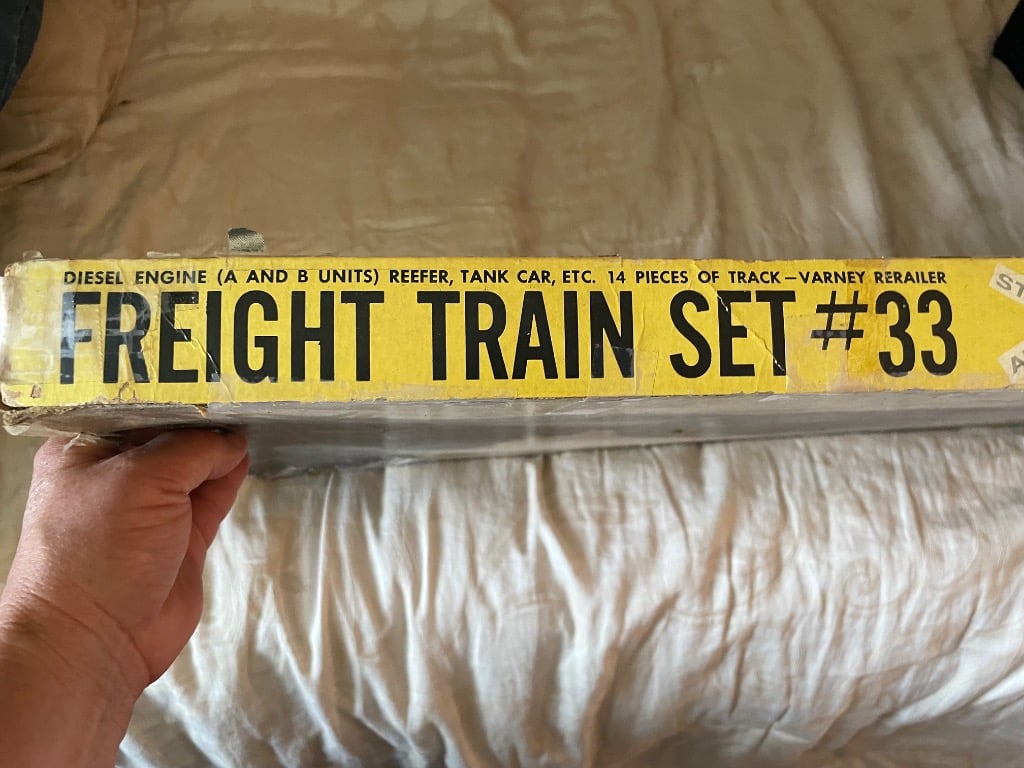 DIESEL ENGINE (A AND B UNITS) REEFER, TANK CAR, ETC. 14 PIECES OF TRACK—VARNEY RERAILER
FREIGHT TRAIN SET #33